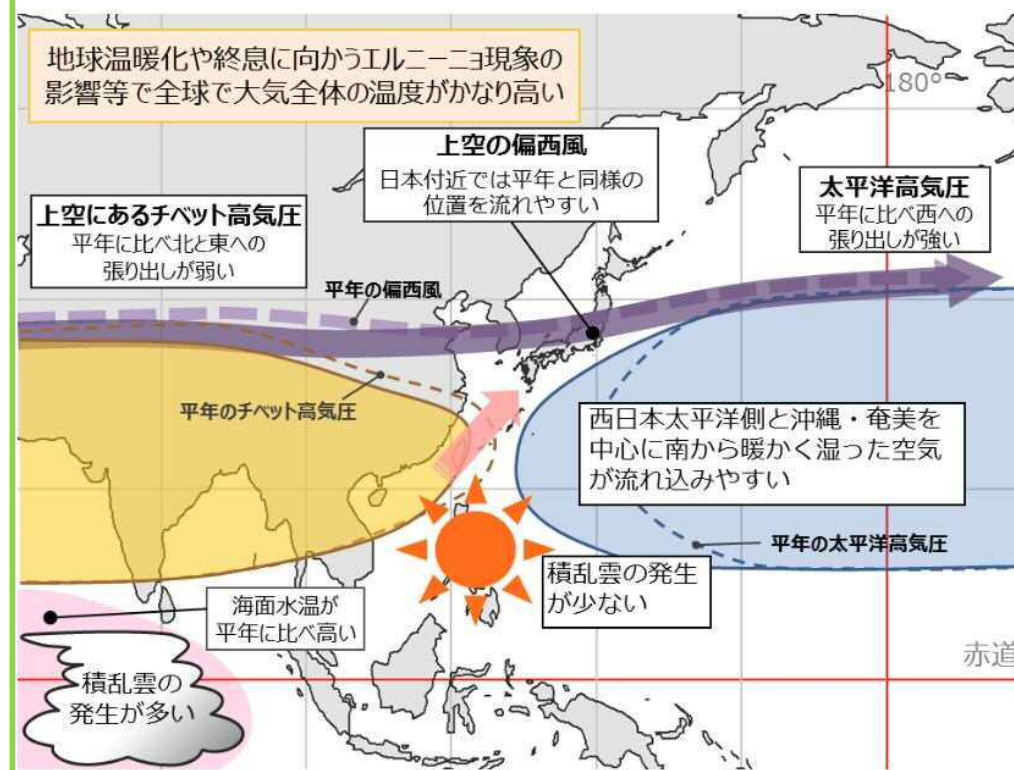 地球温暖化や終息に向かうエルニーニョ現象の
影響等で全球で大気全体の温度がかなり高い
180°
上空の偏西風
日本付近では平年と同様の
位置を流れやすい
太平洋高気圧
平年に比べ西への
張り出しが強い
上空にあるチベット高気圧
平年に比べ北と東への
張り出しが弱い
平年の偏西風
平年のチベット高気圧
西日本太平洋側と沖縄・奄美を
中心に南から暖かく湿った空気
が流れ込みやすい
平年の太平洋高気圧
積乱雲の発生
が少ない
海面水温が
平年に比べ高い
赤道
積乱雲の
発生が多い